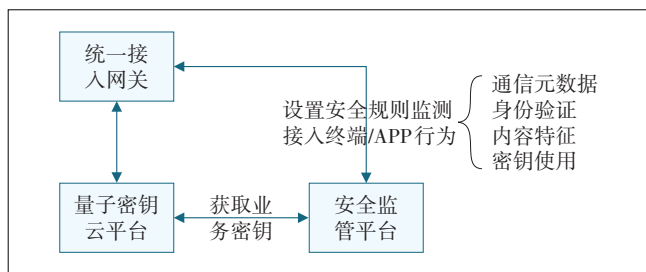 统一接
入网关
设置安全规则监测
接入终端/APP行为
通信元数据
身份验证
内容特征
密钥使用
量子密钥
云平台
获取业
务密钥
安全监
管平台